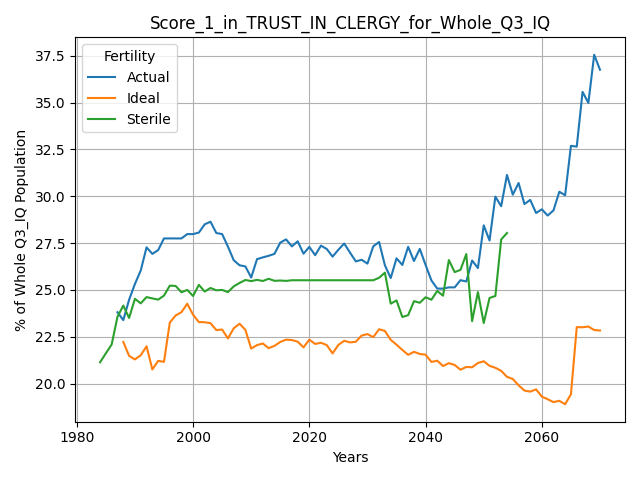 Score_1_in_TRUST_IN_CLERGY_for_Whole_Q3_IQ
Fertility
Actual
Ideal
Sterile
37.5
35.0
32.5
30.0
27.5
25.0
22.5
20.0
% of Whole Q3_IQ Population
1980 2000 2020 2040 2060
Years